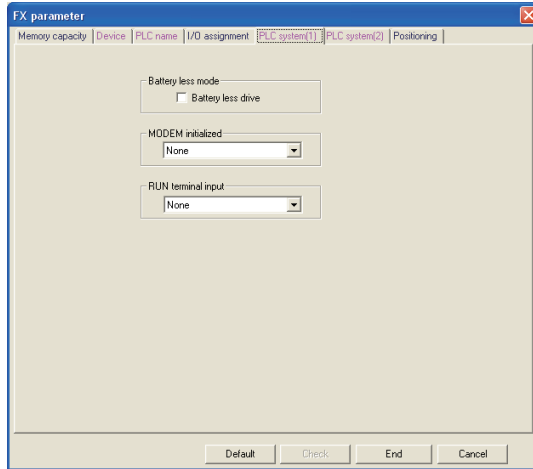 FX parameter
Memory capacity Device PLC name I/O assignment PLC system(1) PLC system(2) Positioning
Battery less mode
Battery less drive
MODEM initialized
None
RUN terminal input
None
Default Check End Cancel